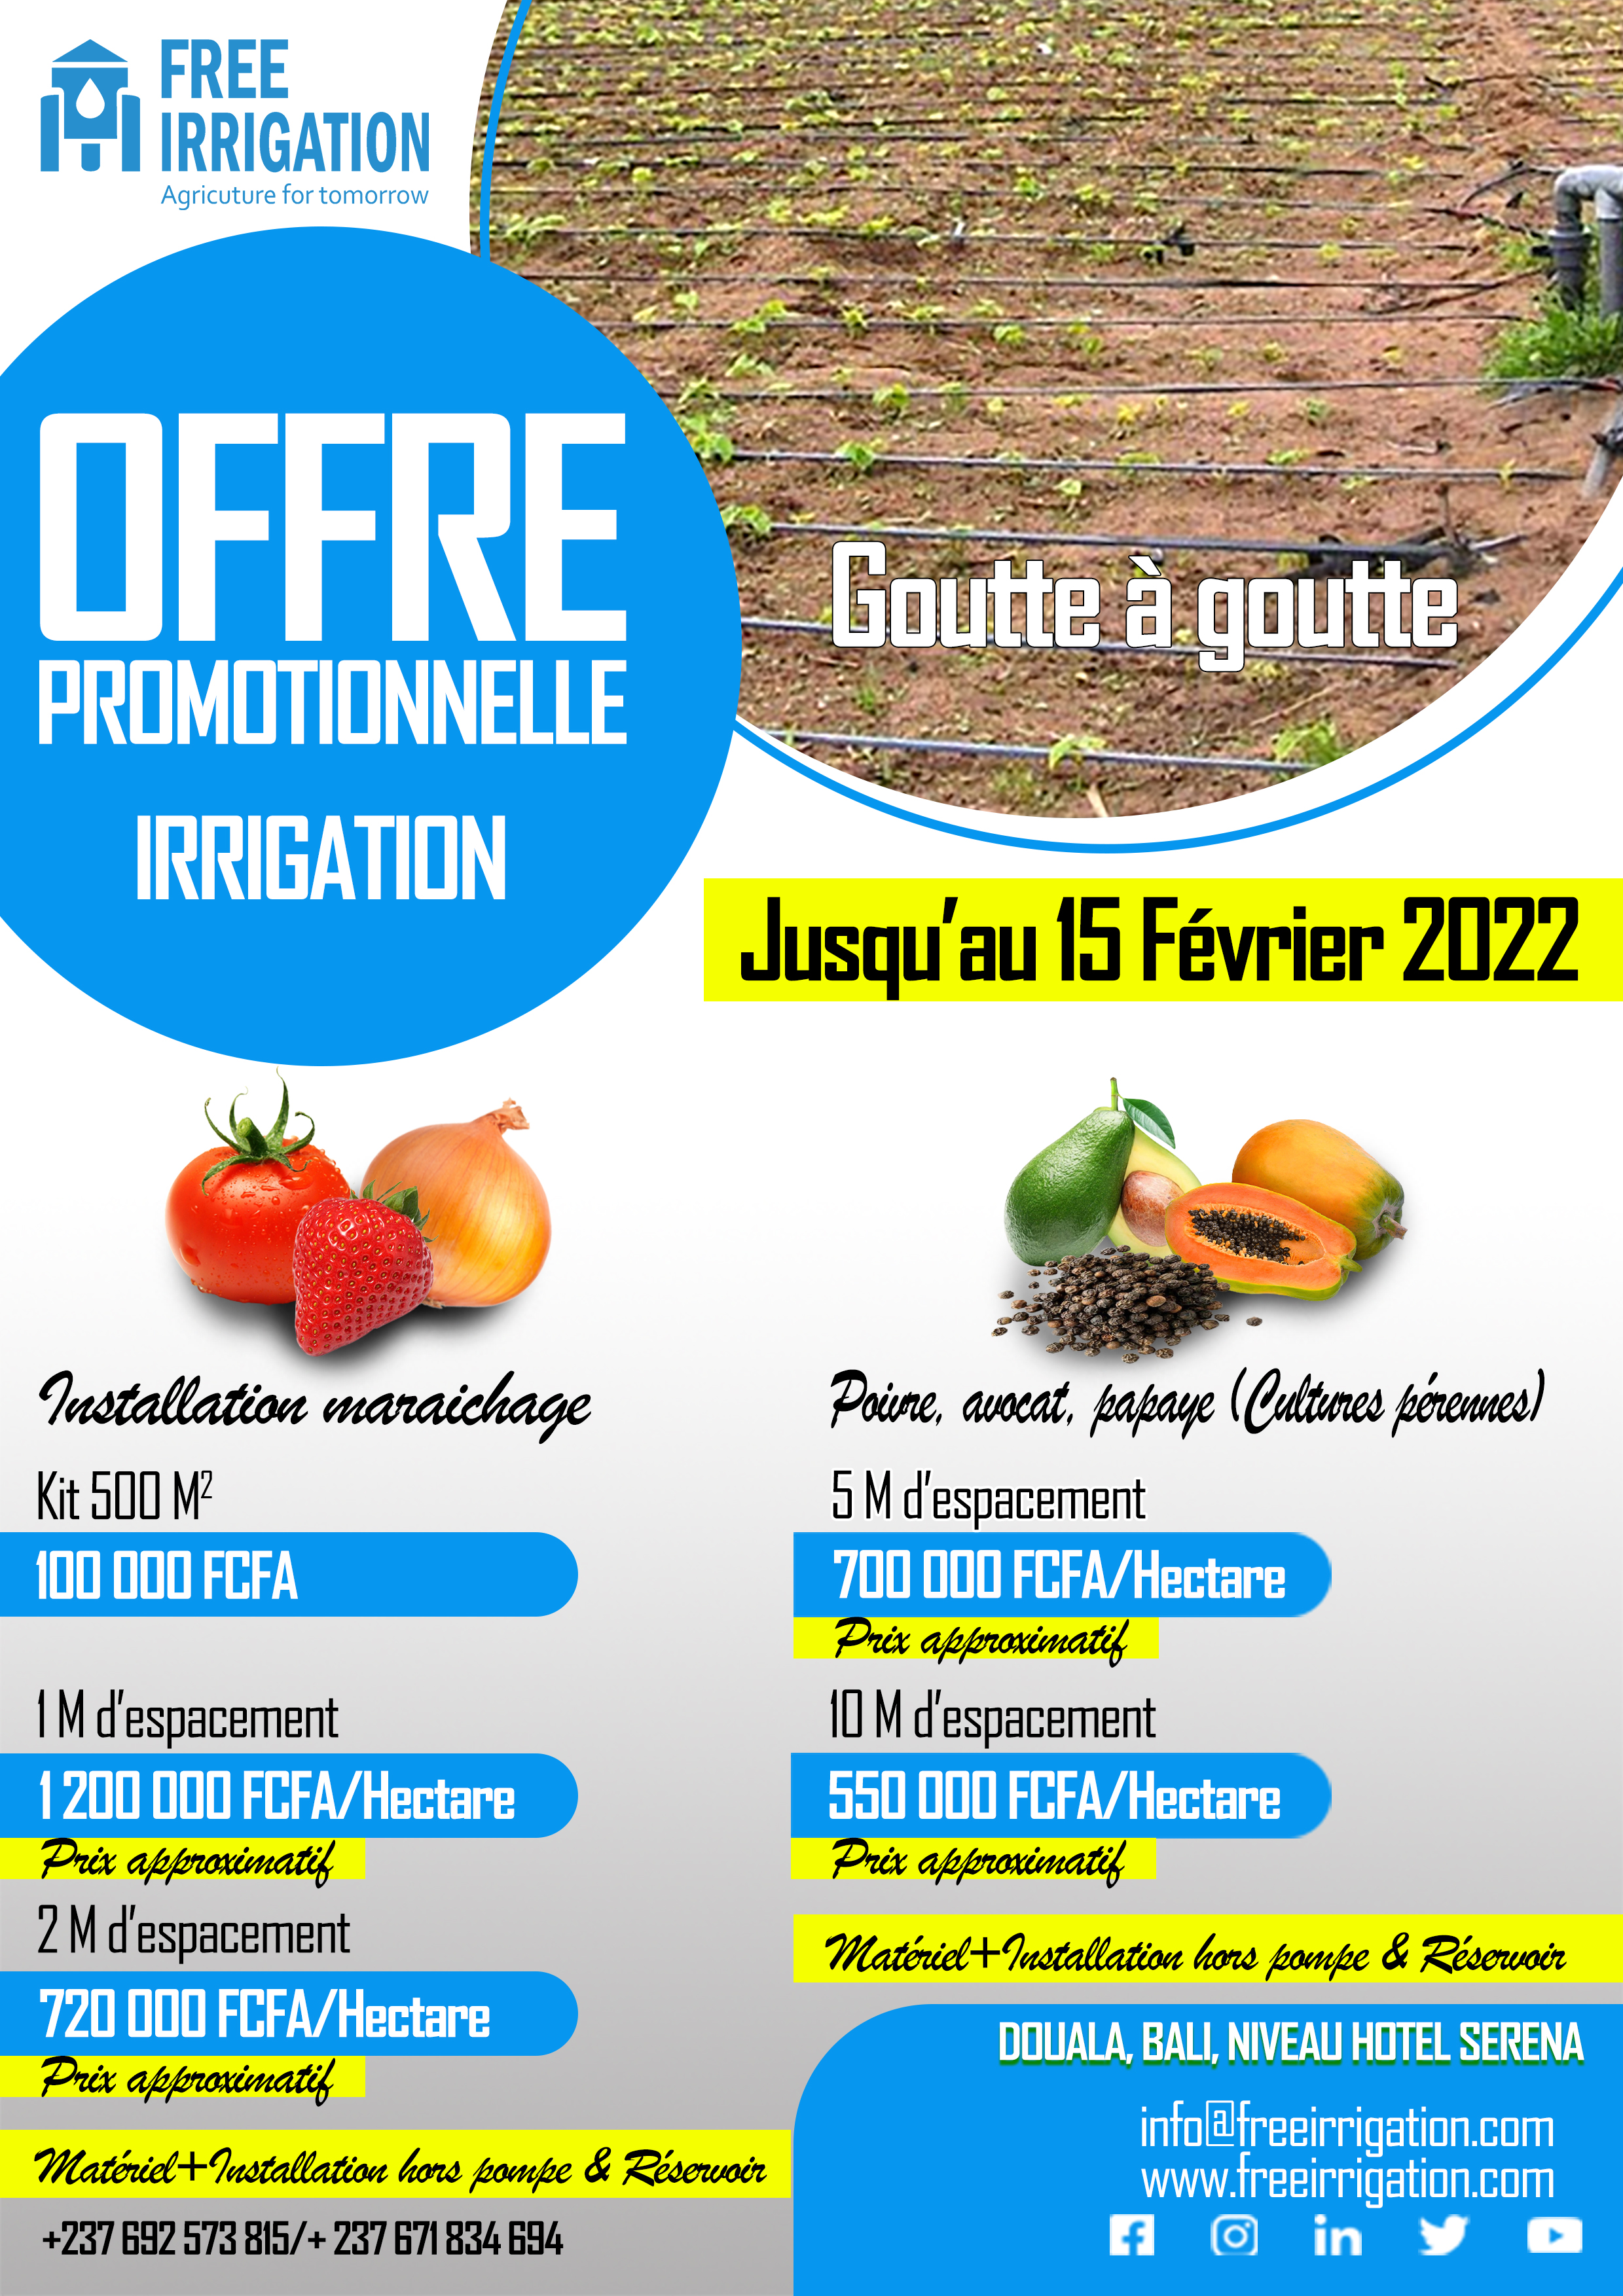 FREE
IRRIGATION
Agricuture for tomorrow
OFFRE
PROMOTIONNELLE
IRRIGATION
Goutte à goutte
Jusqu'au 15 Février 2022
Installation maraichage
Kit 500 M²
100 000 FCFA
1 M d'espacement
1 200 000 FCFA/Hectare
Prix approximatif
2 M d'espacement
720 000 FCFA/Hectare
Prix approximatif
Matériel+Installation hors pompe & Réservoir
+237 692 573 815/+ 237 671 834 694
Poivre, avocat, papaye (Cultures pérennes)
5 M d'espacement
700 000 FCFA/Hectare
Prix approximatif
10 M d'espacement
550 000 FCFA/Hectare
Prix approximatif
Matériel+Installation hors pompe & Réservoir
DOUALA, BALI, NIVEAU HOTEL SERENA
info@freeirrigation.com
www.freeirrigation.com